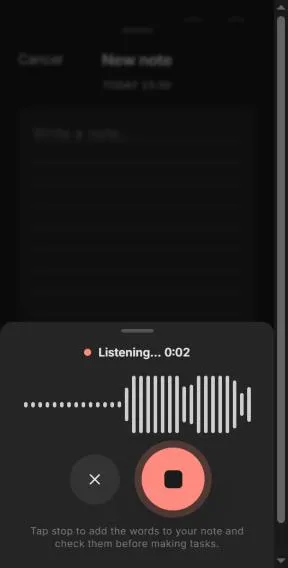 Cancel
New note
TODAY 15:39
Write a note...
Listening... 0:02
Tap stop to add the words to your note and
check them before making tasks.